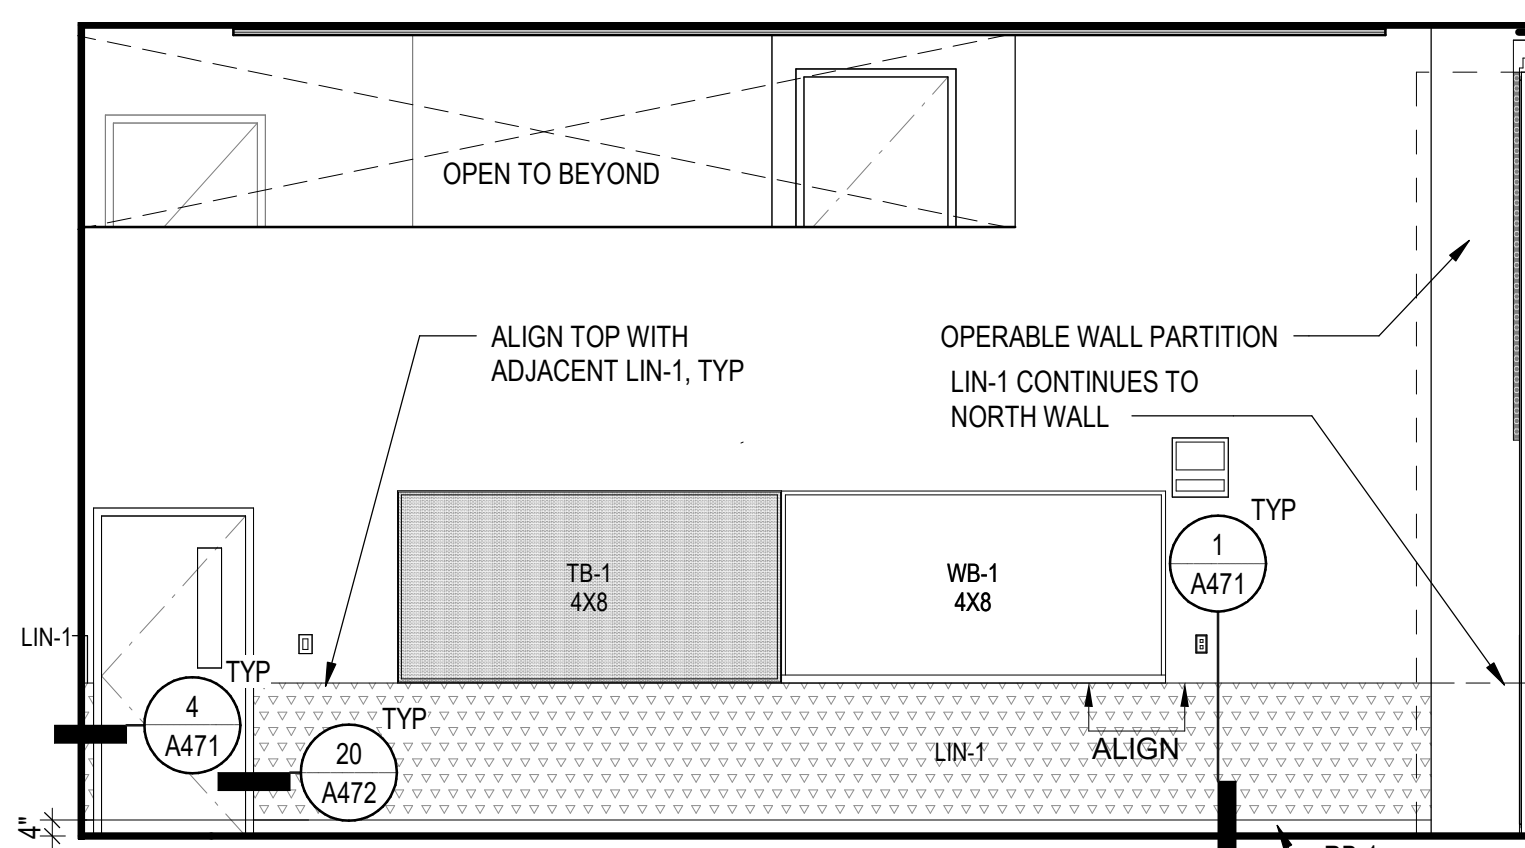 OPEN TO BEYOND
ALIGN TOP WITH
ADJACENT LIN-1, TYP
OPERABLE WALL PARTITION
LIN-1 CONTINUES TO
NORTH WALL
TYP
1
A471
TB-1
4X8
WB-1
4X8
LIN-1
TYP
4
A471
TYP
20
A472
LIN-1
ALIGN
4"